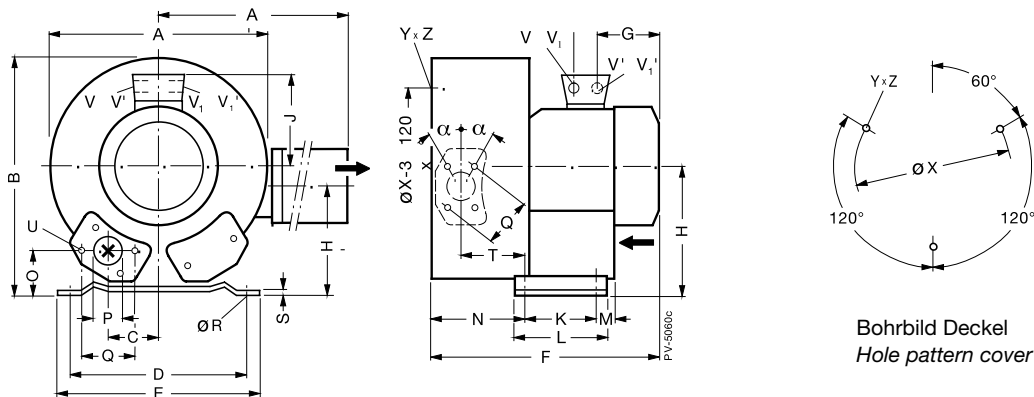 A
A
'
B
V V' V₁ V₁'
J
H
U
O
P
C
Q
D
E
ØR
S
Y x Z
V V₁
V' V₁'
G
ØX-3 x 120
α α
Q
T
H
N K M
L
F
PV-5060c
Y x Z
60°
ØX
120° 120°
Bohrbild Deckel
Hole pattern cover